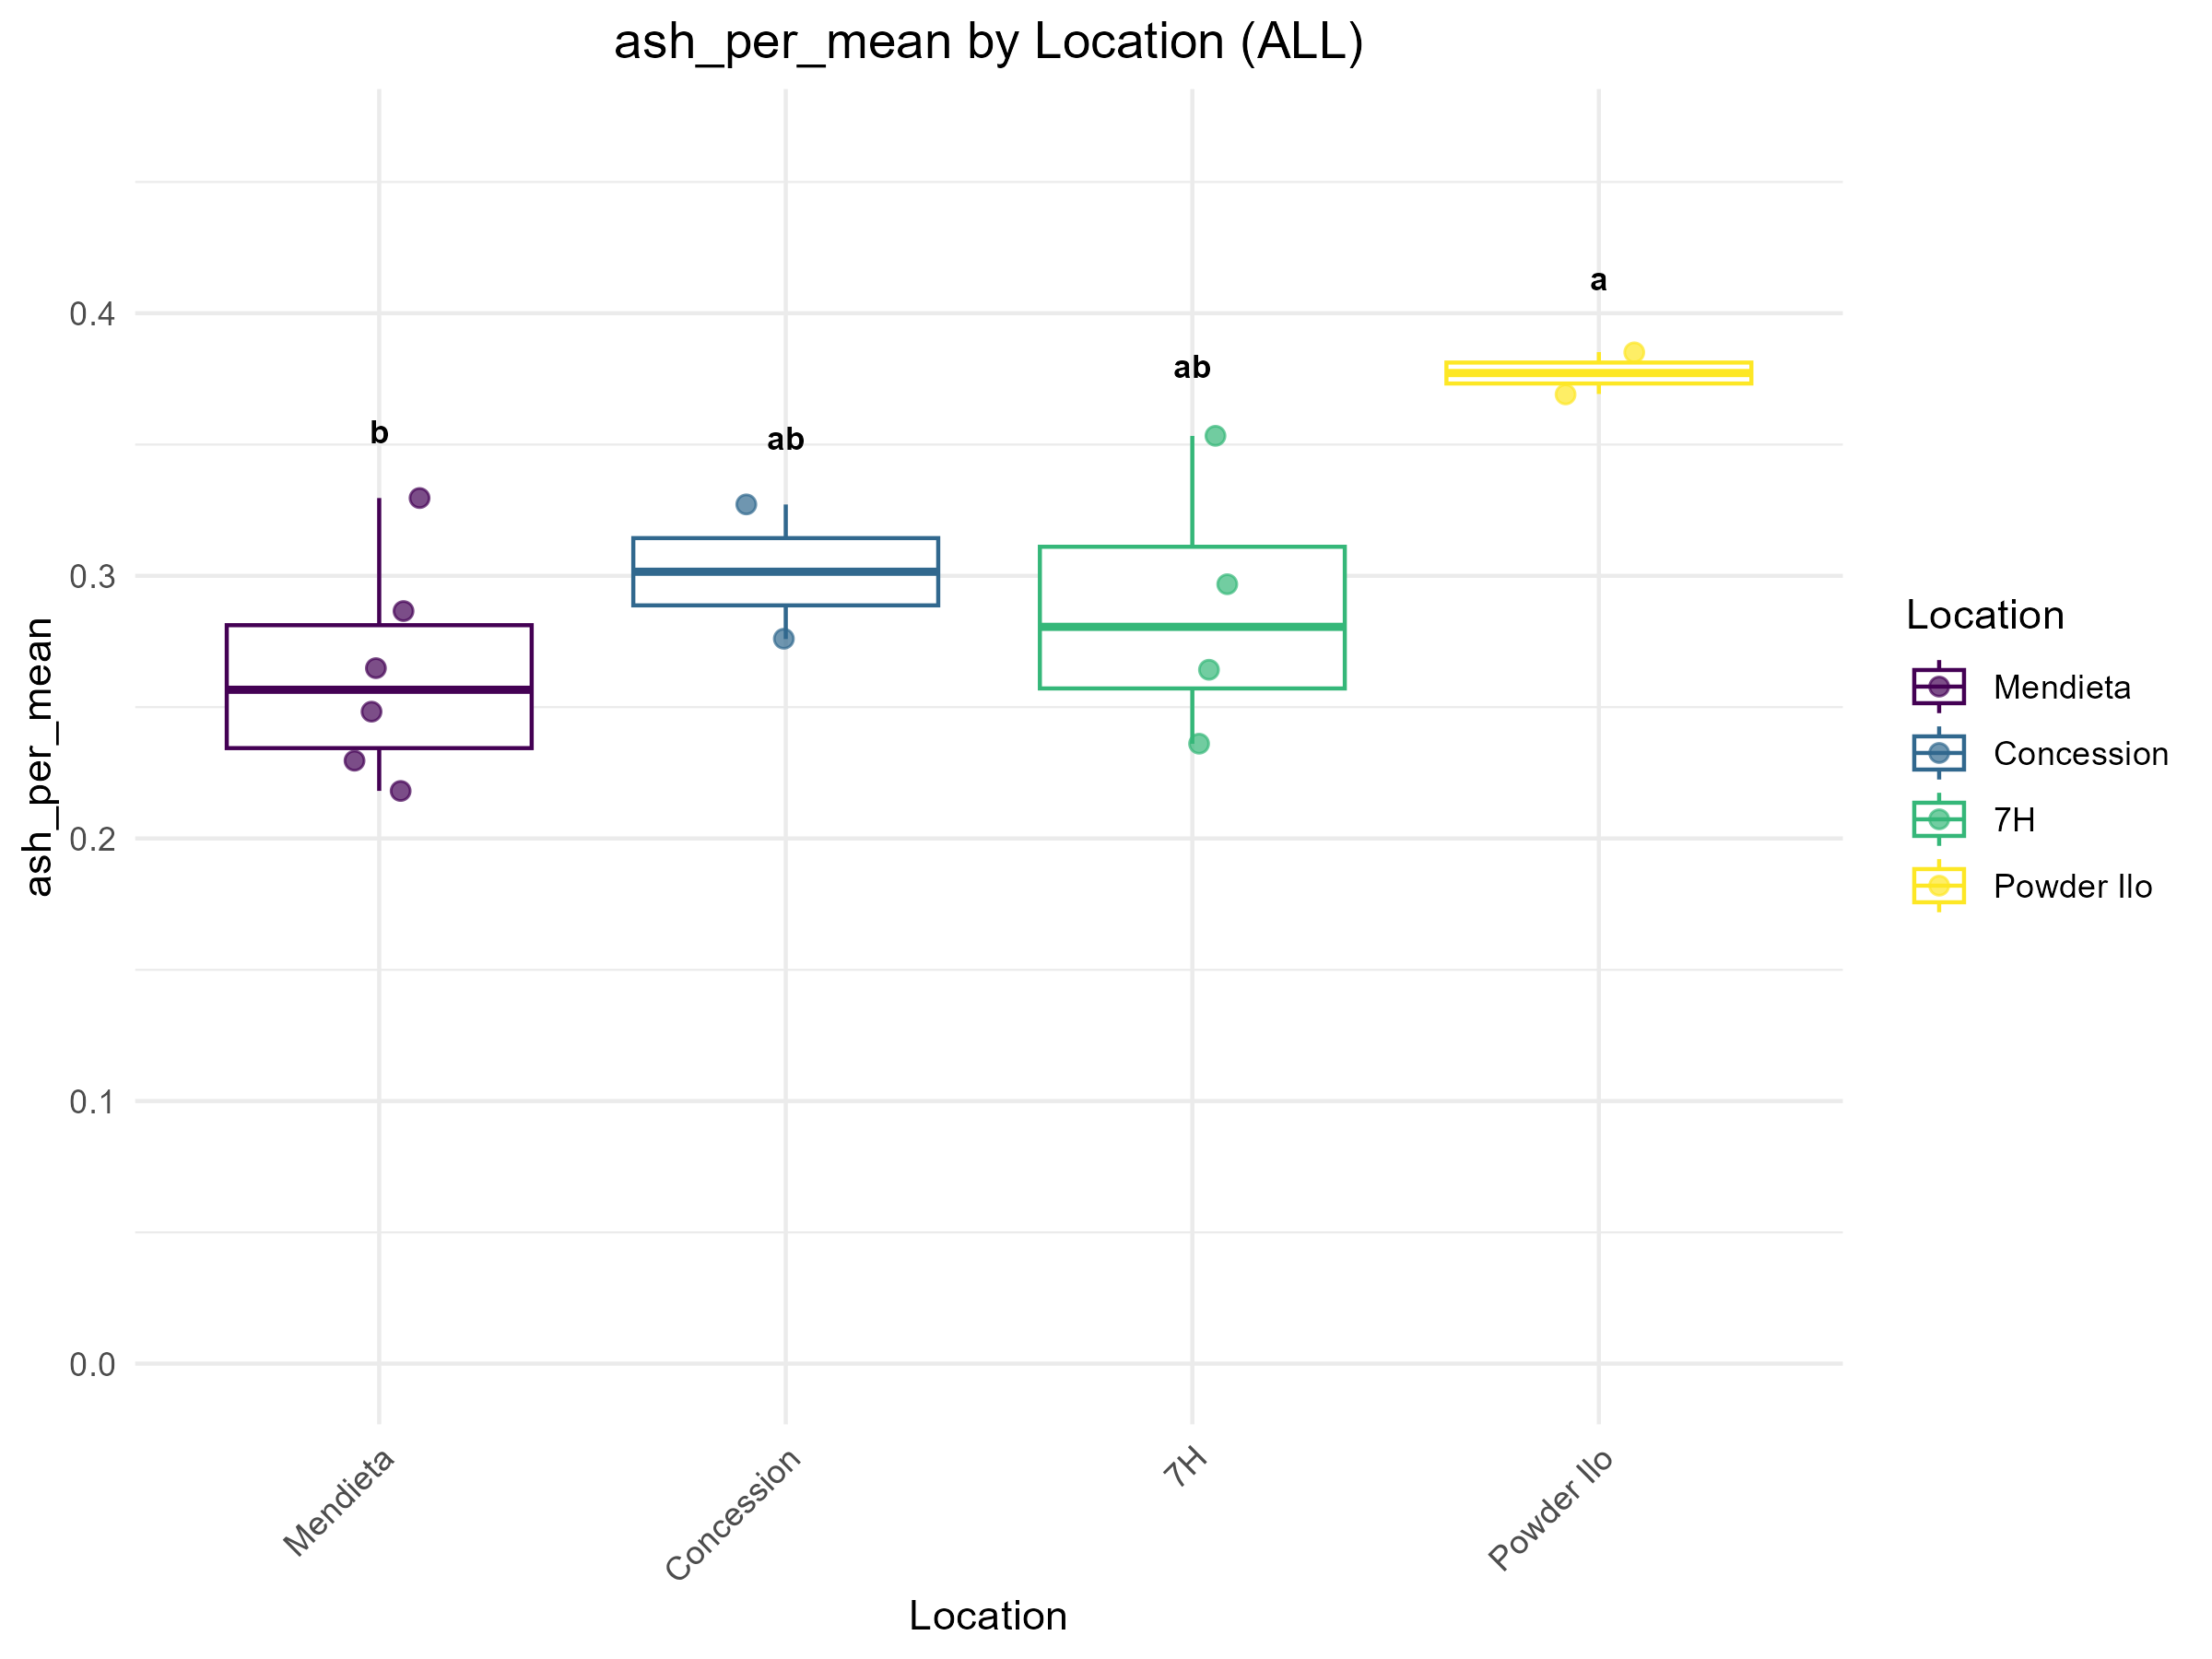 ash_per_mean by Location (ALL)
a
ab
b
ab
0.4
0.3
0.2
0.1
0.0
ash_per_mean
Mendieta
Concession
7H
Powder Ilo
Location
Location
Mendieta
Concession
7H
Powder Ilo